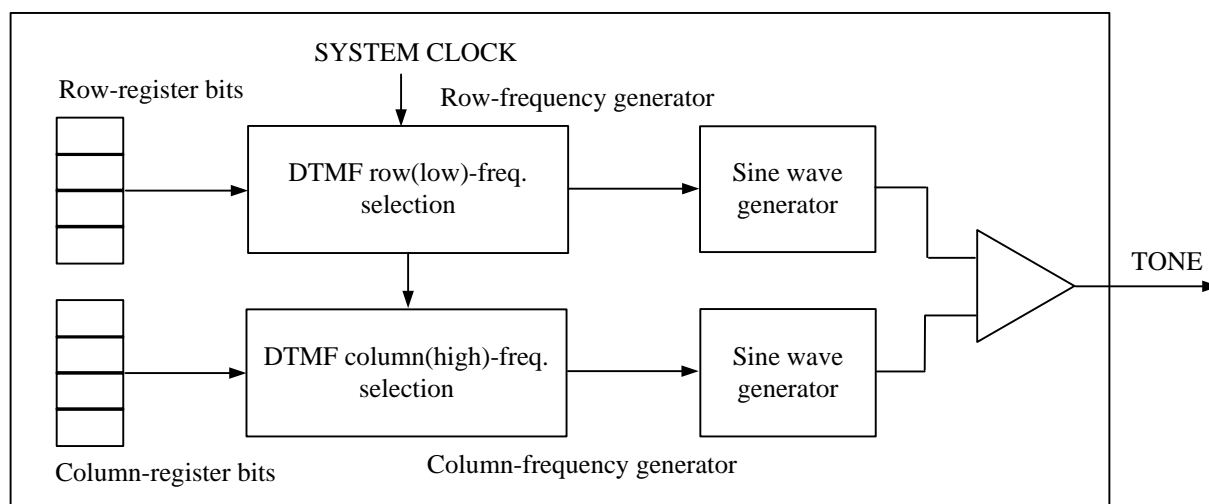 SYSTEM CLOCK
Row-register bits
Row-frequency generator
DTMF row(low)-freq.
selection
Sine wave
generator
TONE
DTMF column(high)-freq.
selection
Sine wave
generator
Column-register bits
Column-frequency generator